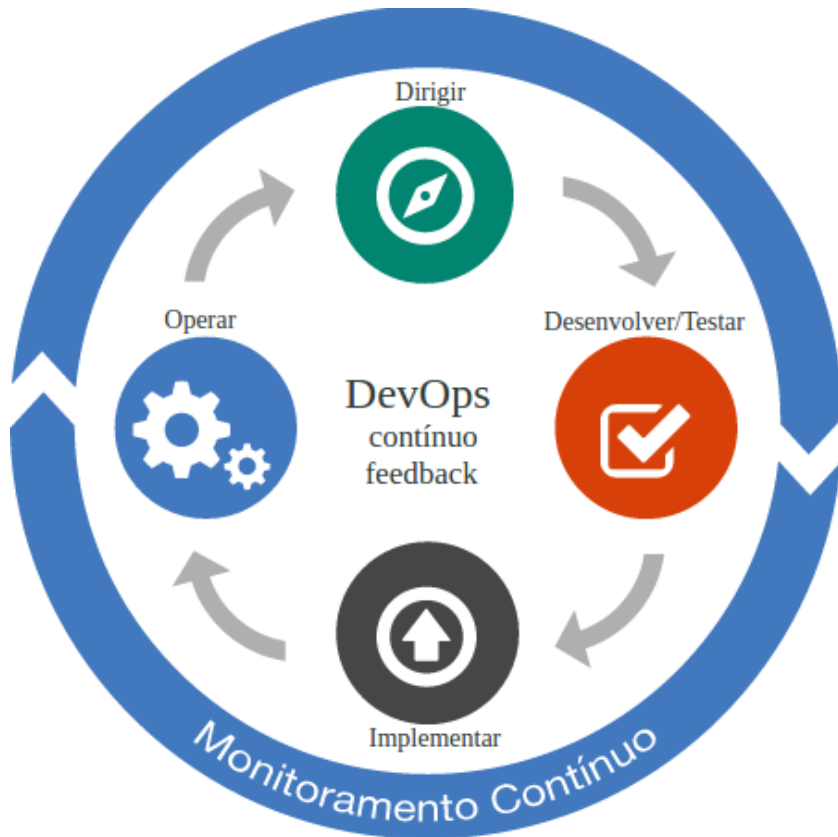 Dirigir
Operar
Desenvolver/Testar
DevOps
contínuo
feedback
Implementar
Monitoramento Contínuo